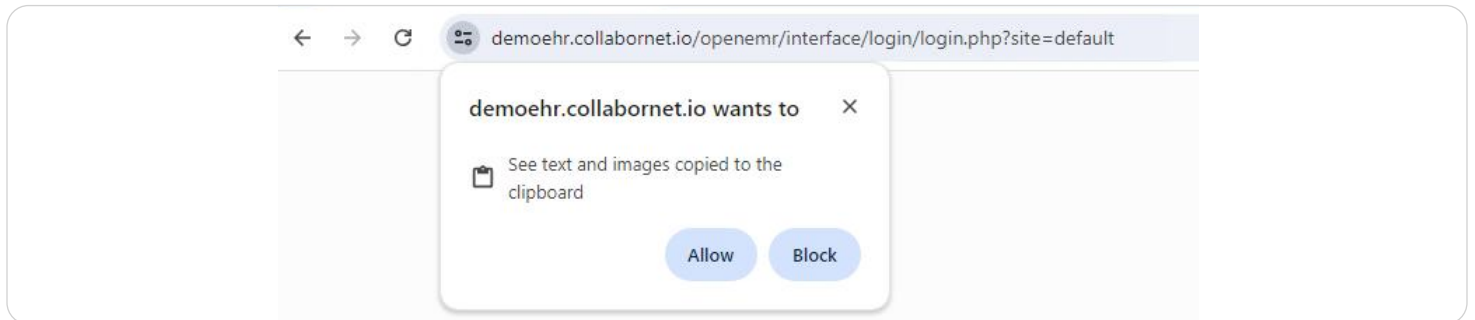 demoehr.collabornet.io/openemr/interface/login/login.php?site=default
demoehr.collabornet.io wants to
See text and images copied to the
clipboard
Allow Block